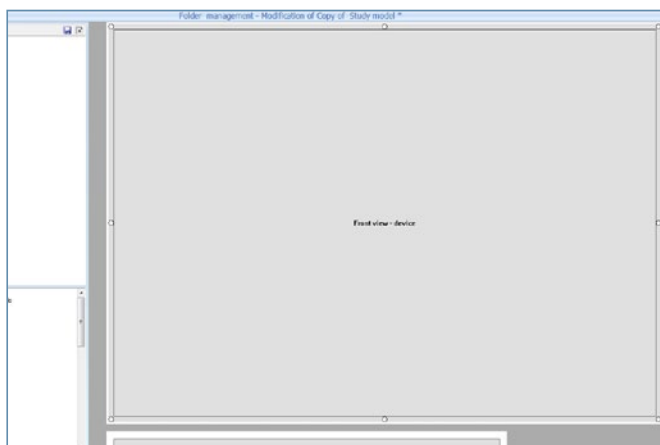 Folder management - Modification of Copy of Study model *
Front view - device